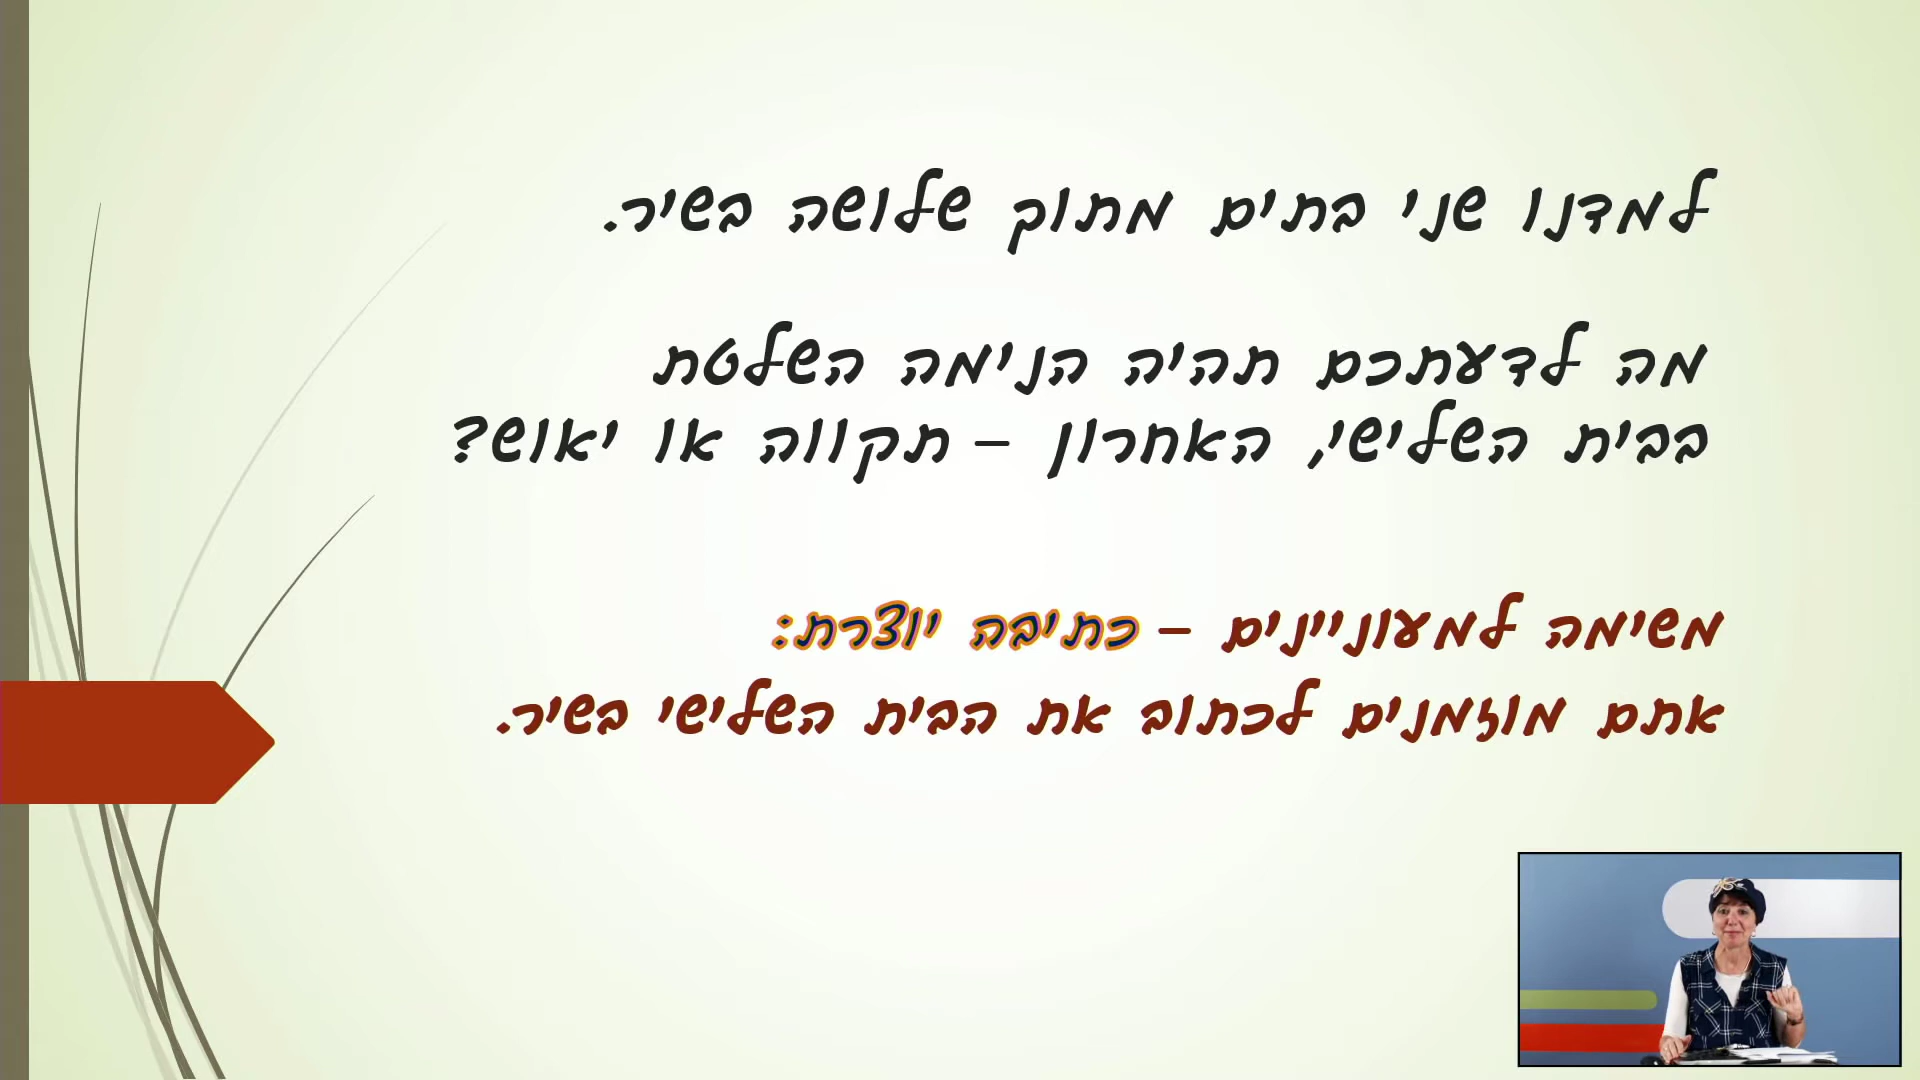 למדנו שני בתים מתוך שלושה בשיר.
מה לדעתכם תהיה הנימה השלטת
בבית השלישי, האחרון – תקווה או יאוש?
משימה למעוניינים – כתיבה יוצרת:
אתם מוזמנים לכתוב את הבית השלישי בשיר.